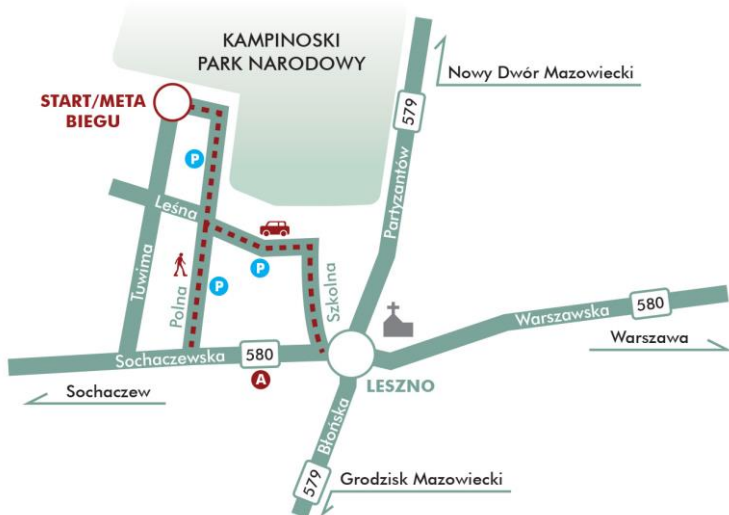 KAMPINOSKI
PARK NARODOWY
Nowy Dwór Mazowiecki
START/META
BIEGU
579
P
Partyzantów
Leśna
P
P
Tuwima
Polna
Szkolna
Warszawska
580
Warszawa
Sochaczewska
580
A
Sochaczew
LESZNO
Błońska
579
Grodzisk Mazowiecki